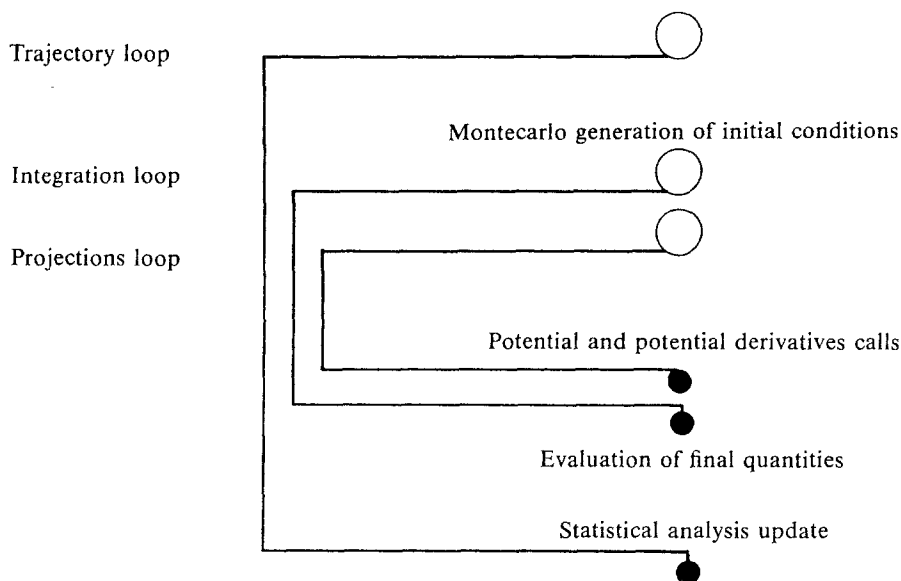 Trajectory loop
Montecarlo generation of initial conditions
Integration loop
Projections loop
Potential and potential derivatives calls
Evaluation of final quantities
Statistical analysis update